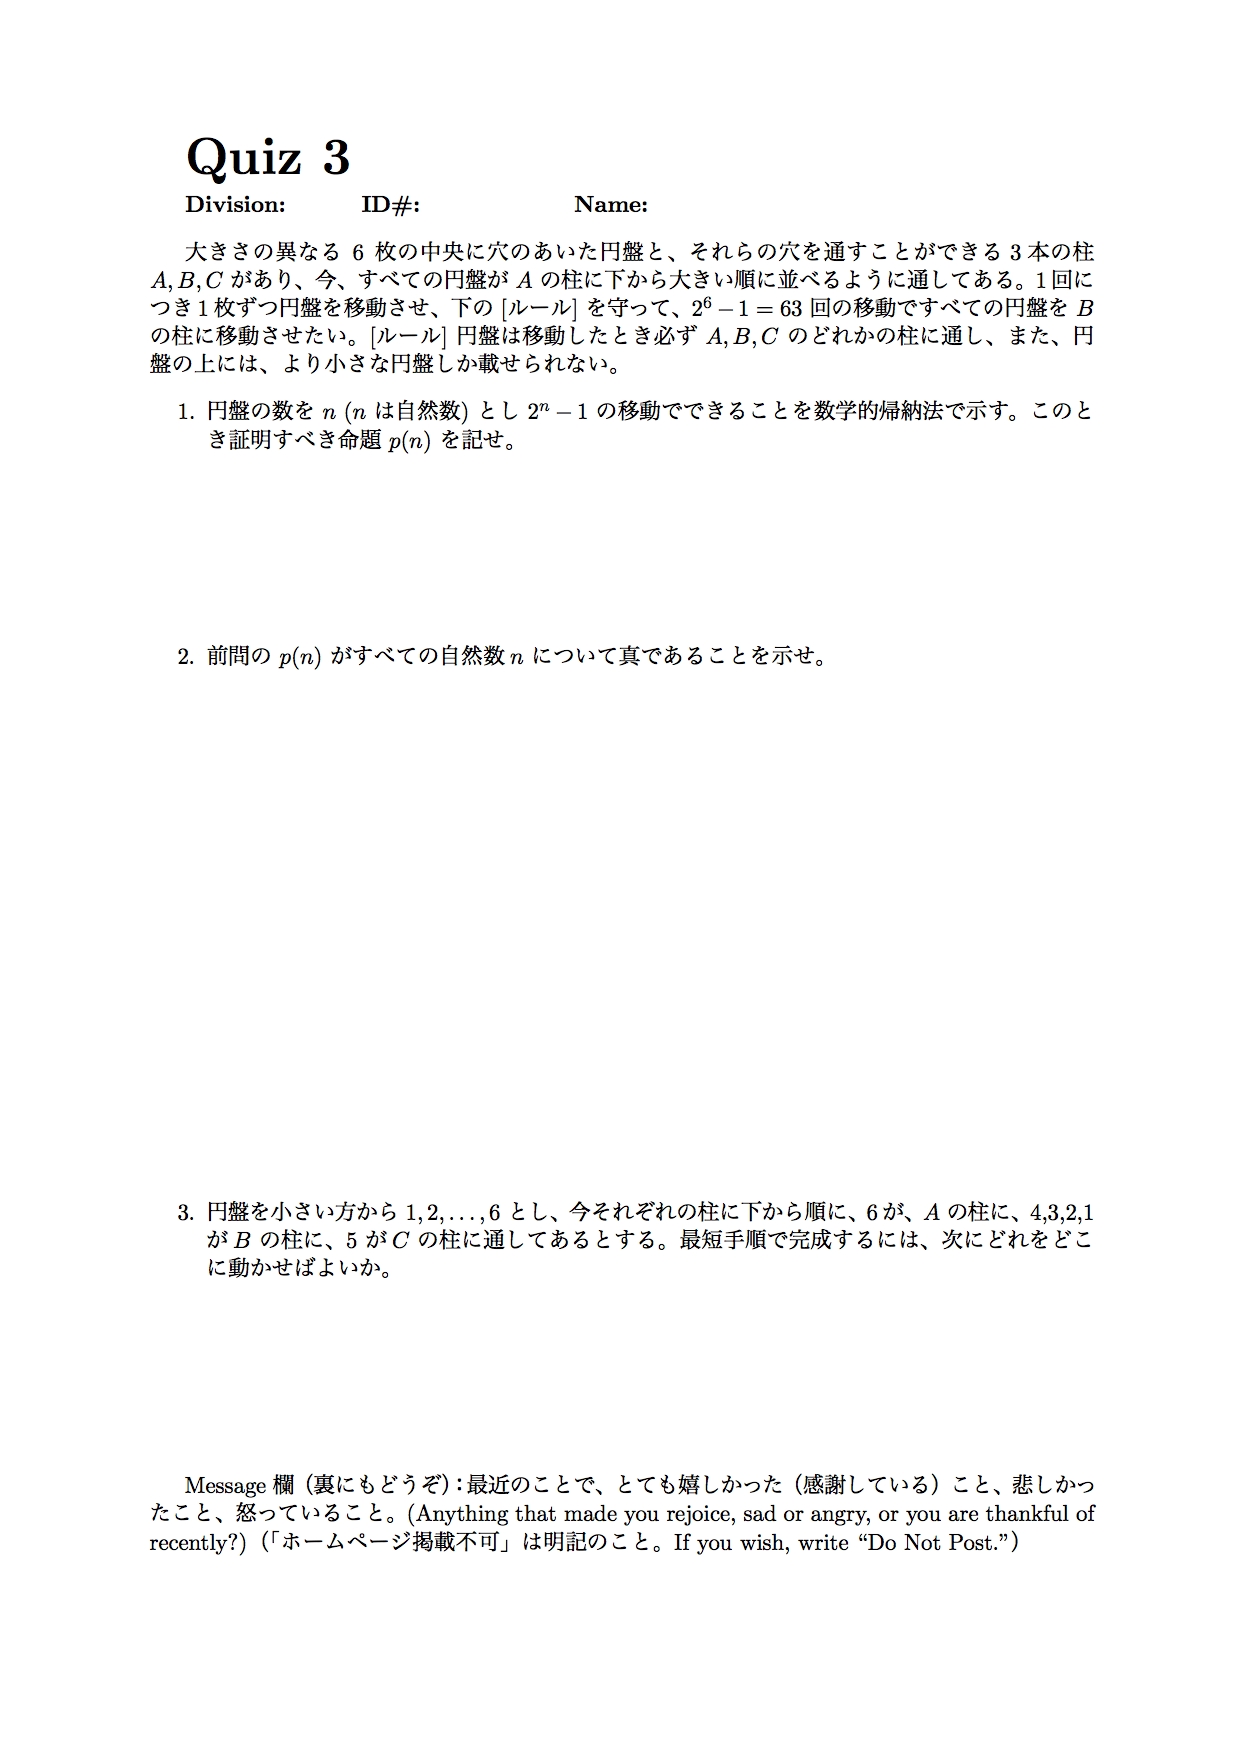 Quiz 3
Division: ID#: Name:
大きさの異なる 6 枚の中央に穴のあいた円盤と、それらの穴を通すことができる 3 本の柱
A, B, C があり、今、すべての円盤が A の柱に下から大きい順に並べるように通してある。1 回に
つき 1 枚ずつ円盤を移動させ、下の [ルール] を守って、2⁶ − 1 = 63 回の移動ですべての円盤を B
の柱に移動させたい。[ルール] 円盤は移動したとき必ず A, B, C のどれかの柱に通し、また、円
盤の上には、より小さな円盤しか載せられない。
1. 円盤の数を n (n は自然数) とし 2ⁿ − 1 の移動でできることを数学的帰納法で示す。このと
き証明すべき命題 p(n) を記せ。
2. 前問の p(n) がすべての自然数 n について真であることを示せ。
3. 円盤を小さい方から 1, 2, . . . , 6 とし、今それぞれの柱に下から順に、6 が、A の柱に、4,3,2,1
が B の柱に、5 が C の柱に通してあるとする。最短手順で完成するには、次にどれをどこ
に動かせばよいか。
Message 欄（裏にもどうぞ）：最近のことで、とても嬉しかった（感謝している）こと、悲しかっ
たこと、怒っていること。(Anything that made you rejoice, sad or angry, or you are thankful of
recently?)（「ホームページ掲載不可」は明記のこと。If you wish, write “Do Not Post.”）